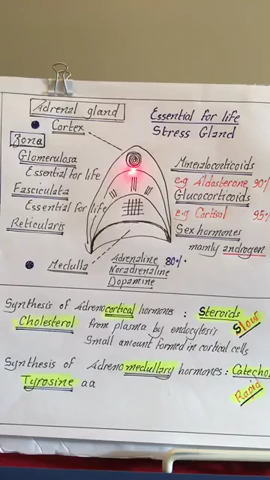 Adrenal gland
Essential for life
Stress Gland
Cortex
Zona
Glomerulosa
Essential for life
Fasciculata
Essential for life
Reticularis
Mineralocorticoids
e.g Aldosterone 90%
Glucocorticoids
e.g Cortisol 95%
Sex hormones
mainly androgen
Medulla
Adrenaline 80%
Noradrenaline
Dopamine
Synthesis of Adrenocortical hormones : Steroids
Cholesterol from plasma by endocytosis Slow
Small amount formed in cortical cells
Synthesis of Adrenomedullary hormones : Catecho
Tyrosine aa
Rapid